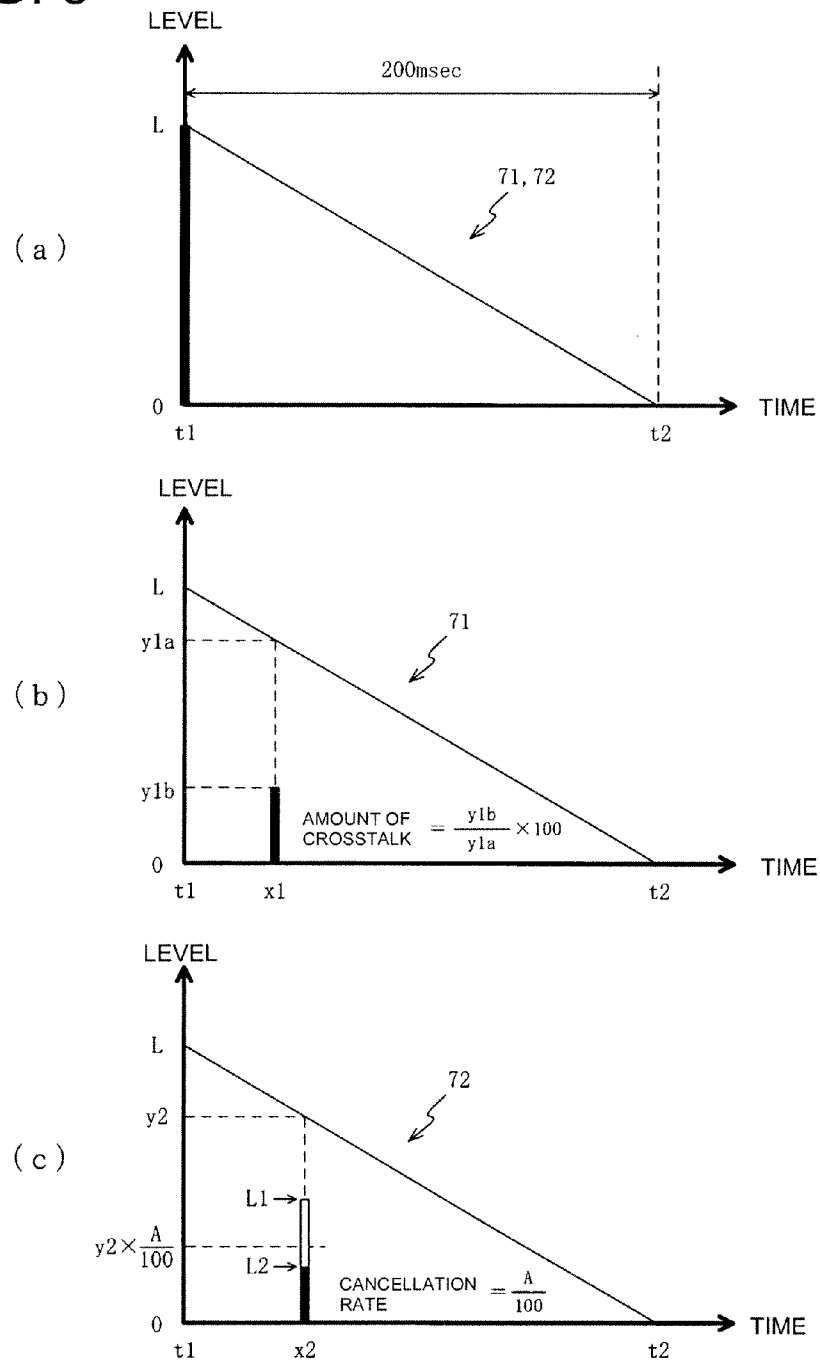 LEVEL
200msec
L
71, 72
(a)
0
TIME
t1
t2
LEVEL
L
y1a
71
(b)
y1b
AMOUNT OF CROSSTALK = y1b/y1a ×100
0
TIME
t1
x1
t2
LEVEL
L
72
y2
(c)
L1
y2× A/100
L2
CANCELLATION RATE = A/100
0
TIME
t1
x2
t2